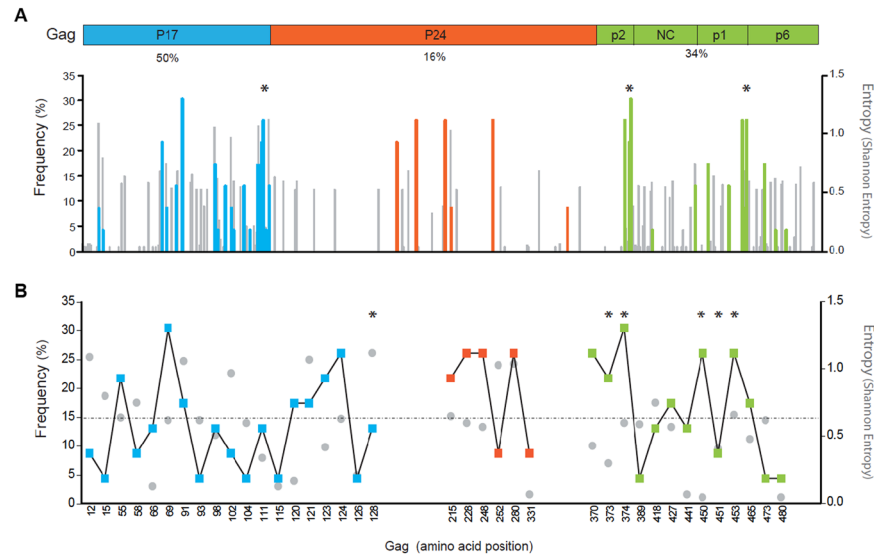 A
Gag P17 P24 p2 NC p1 p6
50% 16% 34%
Frequency (%)
35
30
25
20
15
10
5
0
* * *
1.5
1.0
0.5
0.0
Entropy (Shannon Entropy)
B
Frequency (%)
35
30
25
20
15
10
5
0
* * * * * *
1.5
1.0
0.5
0.0
Entropy (Shannon Entropy)
12 15 55 58 66 69 91 93 98 102 104 111 115 120 121 123 124 126 128 215 228 248 252 280 331 370 373 374 389 418 427 441 450 451 453 465 473 480
Gag (amino acid position)